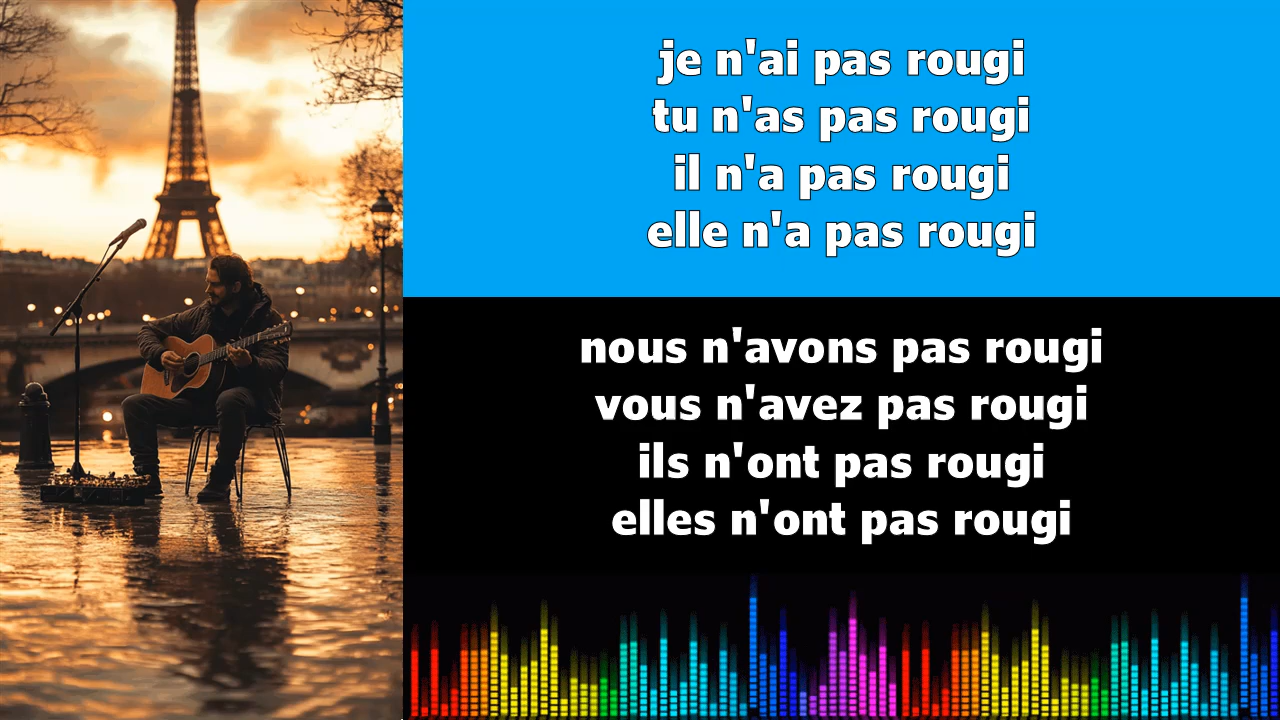 je n'ai pas rougi
tu n'as pas rougi
il n'a pas rougi
elle n'a pas rougi
nous n'avons pas rougi
vous n'avez pas rougi
ils n'ont pas rougi
elles n'ont pas rougi